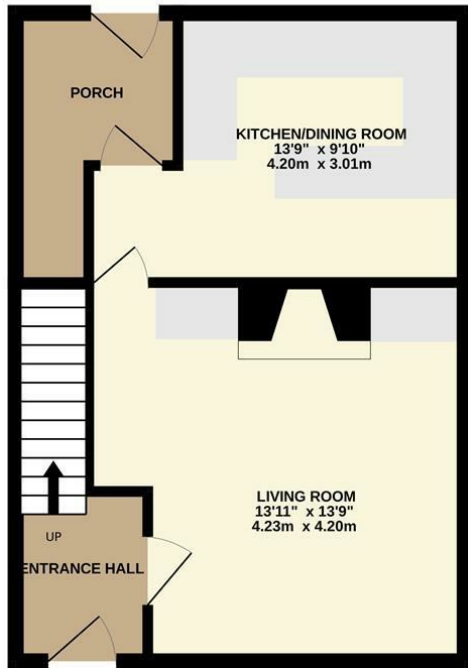 PORCH
KITCHEN/DINING ROOM
13'9" x 9'10"
4.20m x 3.01m
LIVING ROOM
13'11" x 13'9"
4.23m x 4.20m
UP
ENTRANCE HALL